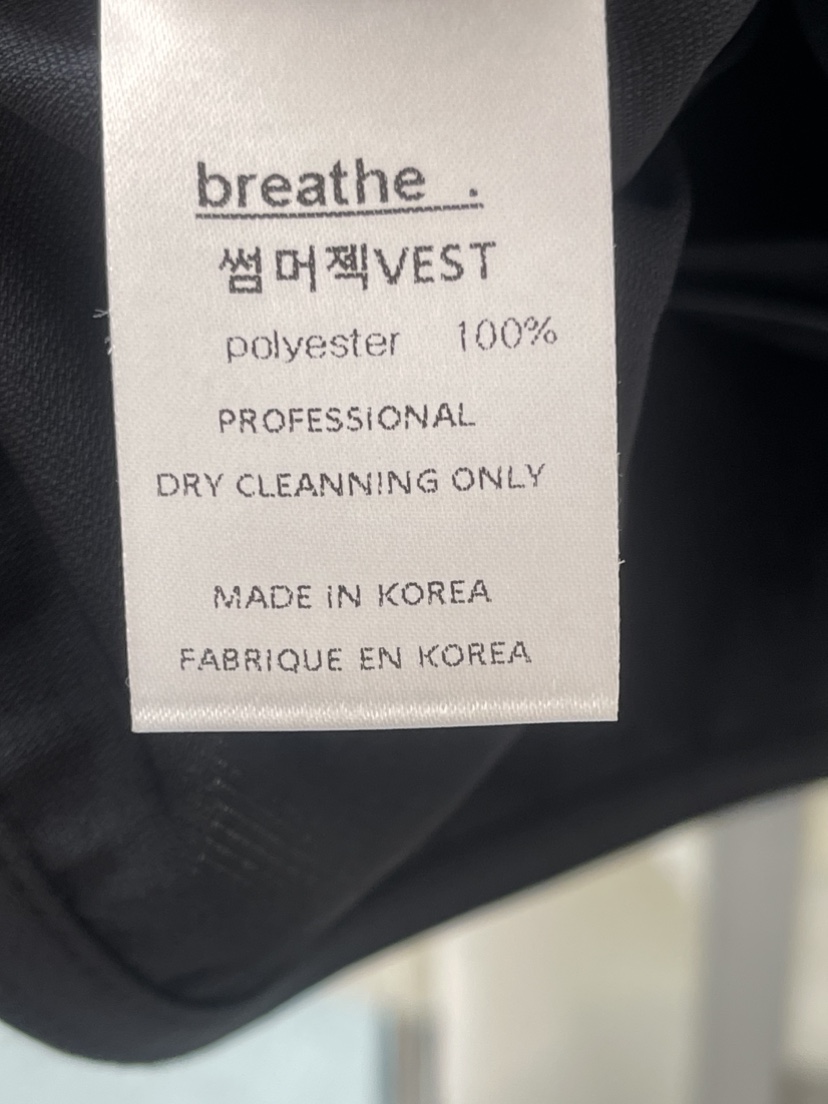 breathe .
썸머젝VEST
polyester 100%
PROFESSIONAL
DRY CLEANNING ONLY
MADE IN KOREA
FABRIQUE EN KOREA